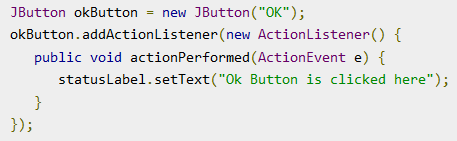 JButton okButton = new JButton("OK");
okButton.addActionListener(new ActionListener() {
   public void actionPerformed(ActionEvent e) {
      statusLabel.setText("Ok Button is clicked here");
   }
});